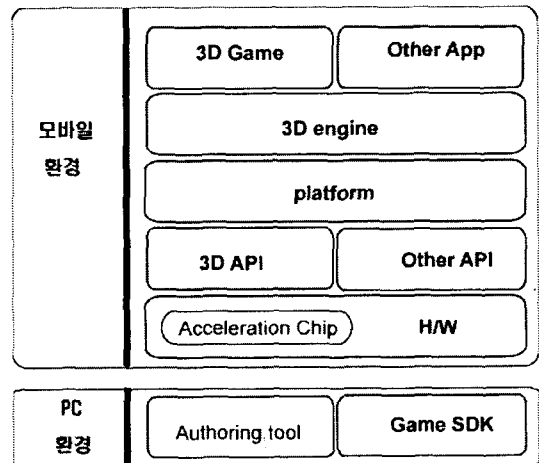 모바일
환경
3D Game
Other App
3D engine
platform
3D API
Other API
Acceleration Chip
H/W
PC
환경
Authoring tool
Game SDK